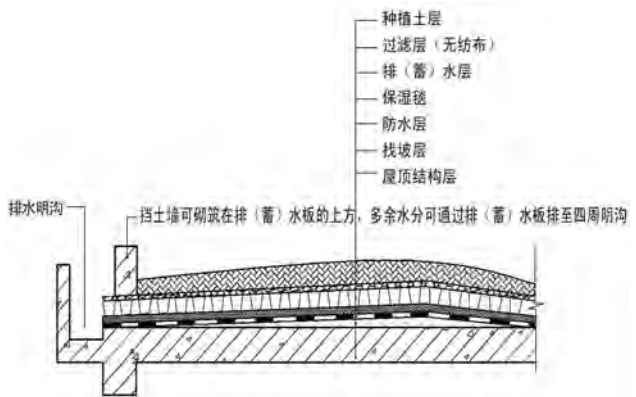 种植土层
过滤层（无纺布）
排（蓄）水层
保湿毯
防水层
找坡层
屋顶结构层
排水明沟
挡土墙可砌筑在排（蓄）水板的上方，多余水分可通过排（蓄）水板排至四周明沟